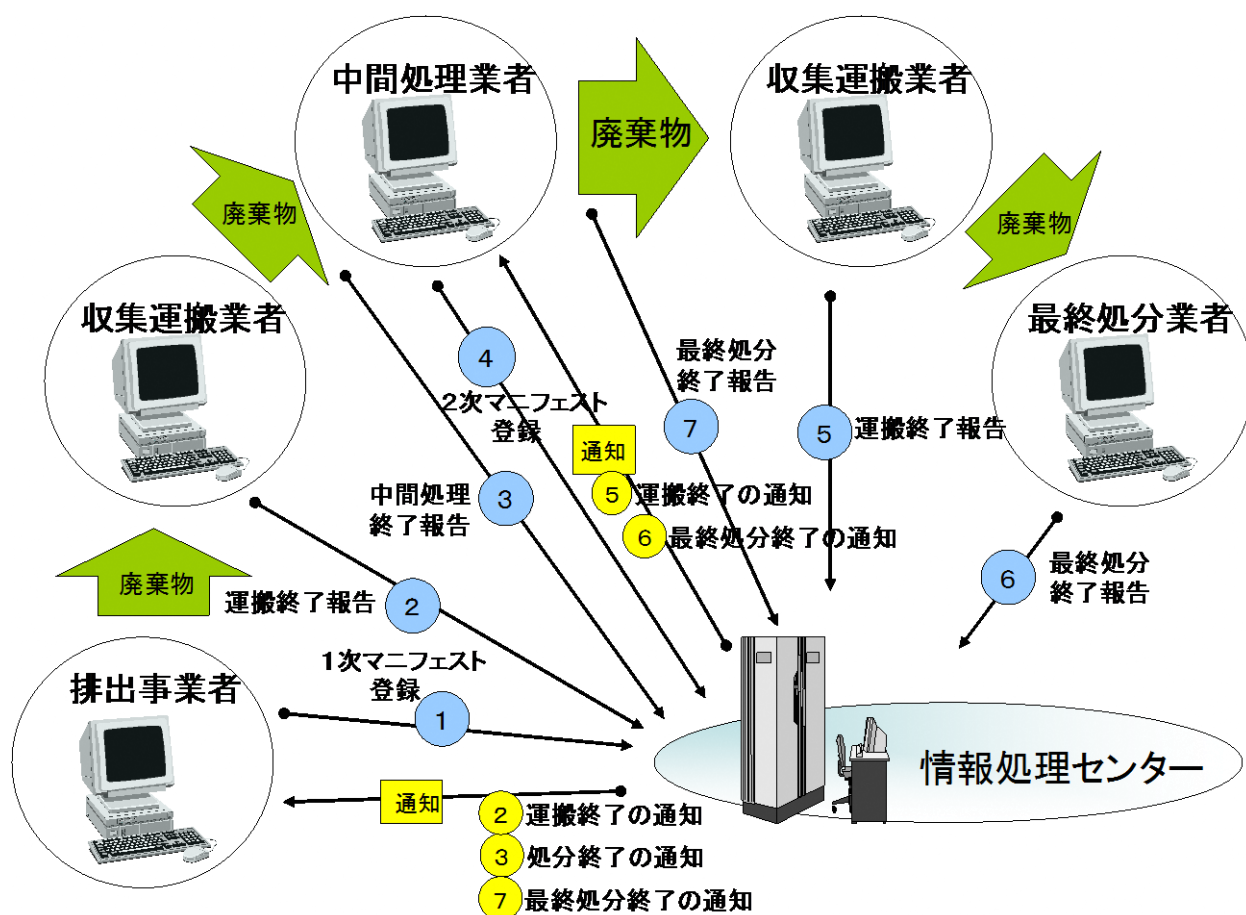 中間処理業者
収集運搬業者
廃棄物
廃棄物
廃棄物
収集運搬業者
最終処分業者
4
2次マニフェスト
登録
最終処分
終了報告
7
5
運搬終了報告
通知
3
中間処理
終了報告
5
運搬終了の通知
6
最終処分終了の通知
6
最終処分
終了報告
廃棄物
運搬終了報告
2
1次マニフェスト
登録
1
排出事業者
情報処理センター
通知
2
運搬終了の通知
3
処分終了の通知
7
最終処分終了の通知